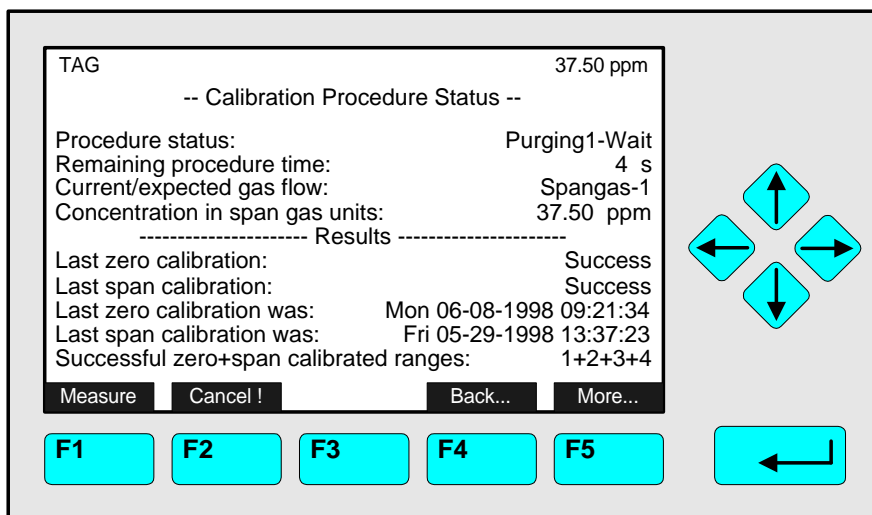 TAG 37.50 ppm
-- Calibration Procedure Status --
Procedure status: Purging1-Wait
Remaining procedure time: 4 s
Current/expected gas flow: Spangas-1
Concentration in span gas units: 37.50 ppm
---------------------- Results ----------------------
Last zero calibration: Success
Last span calibration: Success
Last zero calibration was: Mon 06-08-1998 09:21:34
Last span calibration was: Fri 05-29-1998 13:37:23
Successful zero+span calibrated ranges: 1+2+3+4
Measure Cancel ! Back... More...
F1 F2 F3 F4 F5